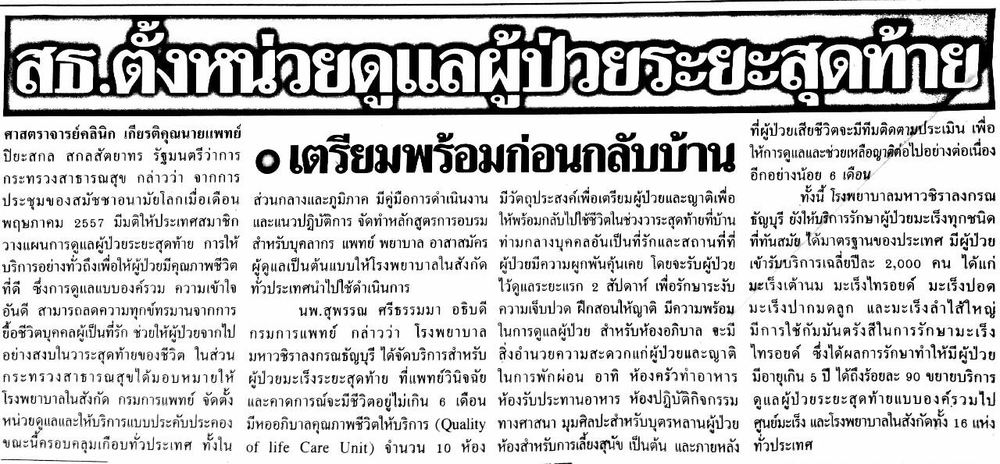 สธ.ตั้งหน่วยดูแลผู้ป่วยระยะสุดท้าย
๐ เตรียมพร้อมก่อนกลับบ้าน
ศาสตราจารย์คลินิก เกียรติคุณนายแพทย์
ปิยะสกล สกลสัตยาทร รัฐมนตรีว่าการ
กระทรวงสาธารณสุข กล่าวว่า จากการ
ประชุมของสมัชชาอนามัยโลกเมื่อเดือน
พฤษภาคม 2557 มีมติให้ประเทศสมาชิก
วางแผนการดูแลผู้ป่วยระยะสุดท้าย การให้
บริการอย่างทั่วถึงเพื่อให้ผู้ป่วยมีคุณภาพชีวิต
ที่ดี ซึ่งการดูแลแบบองค์รวม ความเข้าใจ
อันดี สามารถลดความทุกข์ทรมานจากการ
ยื้อชีวิตบุคคลผู้เป็นที่รัก ช่วยให้ผู้ป่วยจากไป
อย่างสงบในวาระสุดท้ายของชีวิต ในส่วน
กระทรวงสาธารณสุขได้มอบหมายให้
โรงพยาบาลในสังกัด กรมการแพทย์ จัดตั้ง
หน่วยดูแลและให้บริการแบบประคับประคอง
ขณะนี้ครอบคลุมเกือบทั่วประเทศ ทั้งใน
ส่วนกลางและภูมิภาค มีคู่มือการดำเนินงาน
และแนวปฏิบัติการ จัดทำหลักสูตรการอบรม
สำหรับบุคลากร แพทย์ พยาบาล อาสาสมัคร
ผู้ดูแลเป็นต้นแบบให้โรงพยาบาลในสังกัด
ทั่วประเทศนำไปใช้ดำเนินการ
นพ.สุพรรณ ศรีธรรมมา อธิบดี
กรมการแพทย์ กล่าวว่า โรงพยาบาล
มหาวชิราลงกรณธัญบุรี ได้จัดบริการสำหรับ
ผู้ป่วยมะเร็งระยะสุดท้าย ที่แพทย์วินิจฉัย
และคาดการณ์จะมีชีวิตอยู่ไม่เกิน 6 เดือน
มีหออภิบาลคุณภาพชีวิตให้บริการ (Quality
of life Care Unit) จำนวน 10 ห้อง
มีวัตถุประสงค์เพื่อเตรียมผู้ป่วยและญาติเพื่อ
ให้พร้อมกลับไปใช้ชีวิตในช่วงวาระสุดท้ายที่บ้าน
ท่ามกลางบุคคลอันเป็นที่รักและสถานที่ที่
ผู้ป่วยมีความผูกพันคุ้นเคย โดยจะรับผู้ป่วย
ไว้ดูแลระยะแรก 2 สัปดาห์ เพื่อรักษาระงับ
ความเจ็บปวด ฝึกสอนให้ญาติ มีความพร้อม
ในการดูแลผู้ป่วย สำหรับห้องอภิบาล จะมี
สิ่งอำนวยความสะดวกแก่ผู้ป่วยและญาติ
ในการพักผ่อน อาทิ ห้องครัวทำอาหาร
ห้องรับประทานอาหาร ห้องปฏิบัติกิจกรรม
ทางศาสนา มุมศิลปะสำหรับบุตรหลานผู้ป่วย
ห้องสำหรับการเลี้ยงสุนัข เป็นต้น และภายหลัง
ที่ผู้ป่วยเสียชีวิตจะมีทีมติดตามประเมิน เพื่อ
ให้การดูแลและช่วยเหลือญาติต่อไปอย่างต่อเนื่อง
อีกอย่างน้อย 6 เดือน
ทั้งนี้ โรงพยาบาลมหาวชิราลงกรณ
ธัญบุรี ยังให้บริการรักษาผู้ป่วยมะเร็งทุกชนิด
ที่ทันสมัย ได้มาตรฐานของประเทศ มีผู้ป่วย
เข้ารับบริการเฉลี่ยปีละ 2,000 คน ได้แก่
มะเร็งเต้านม มะเร็งไทรอยด์ มะเร็งปอด
มะเร็งปากมดลูก และมะเร็งลำไส้ใหญ่
มีการใช้กัมมันตรังสีในการรักษามะเร็ง
ไทรอยด์ ซึ่งได้ผลการรักษาทำให้มีผู้ป่วย
มีอายุเกิน 5 ปี ได้ถึงร้อยละ 90 ขยายบริการ
ดูแลผู้ป่วยระยะสุดท้ายแบบองค์รวมไป
ศูนย์มะเร็ง และโรงพยาบาลในสังกัดทั้ง 16 แห่ง
ทั่วประเทศ